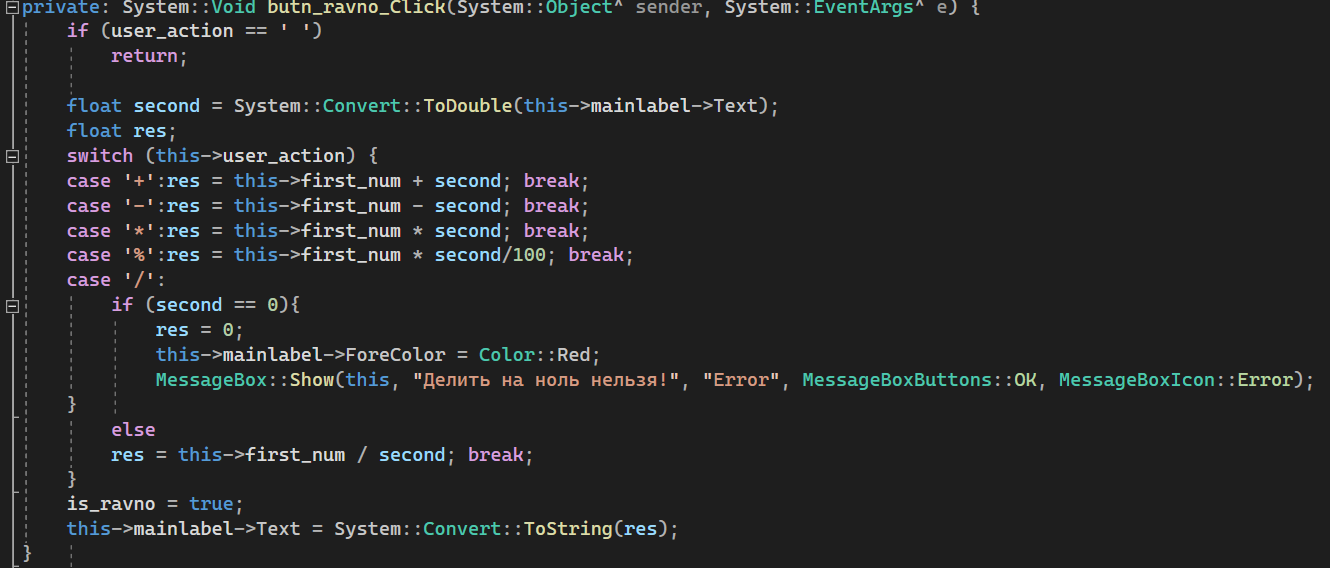 private: System::Void butn_ravno_Click(System::Object^ sender, System::EventArgs^ e) {
    if (user_action == ' ')
        return;

    float second = System::Convert::ToDouble(this->mainlabel->Text);
    float res;
    switch (this->user_action) {
    case '+':res = this->first_num + second; break;
    case '-':res = this->first_num - second; break;
    case '*':res = this->first_num * second; break;
    case '%':res = this->first_num * second/100; break;
    case '/':
        if (second == 0){
            res = 0;
            this->mainlabel->ForeColor = Color::Red;
            MessageBox::Show(this, "Делить на ноль нельзя!", "Error", MessageBoxButtons::OK, MessageBoxIcon::Error);
    }
        else
        res = this->first_num / second; break;
    }
    is_ravno = true;
    this->mainlabel->Text = System::Convert::ToString(res);
}